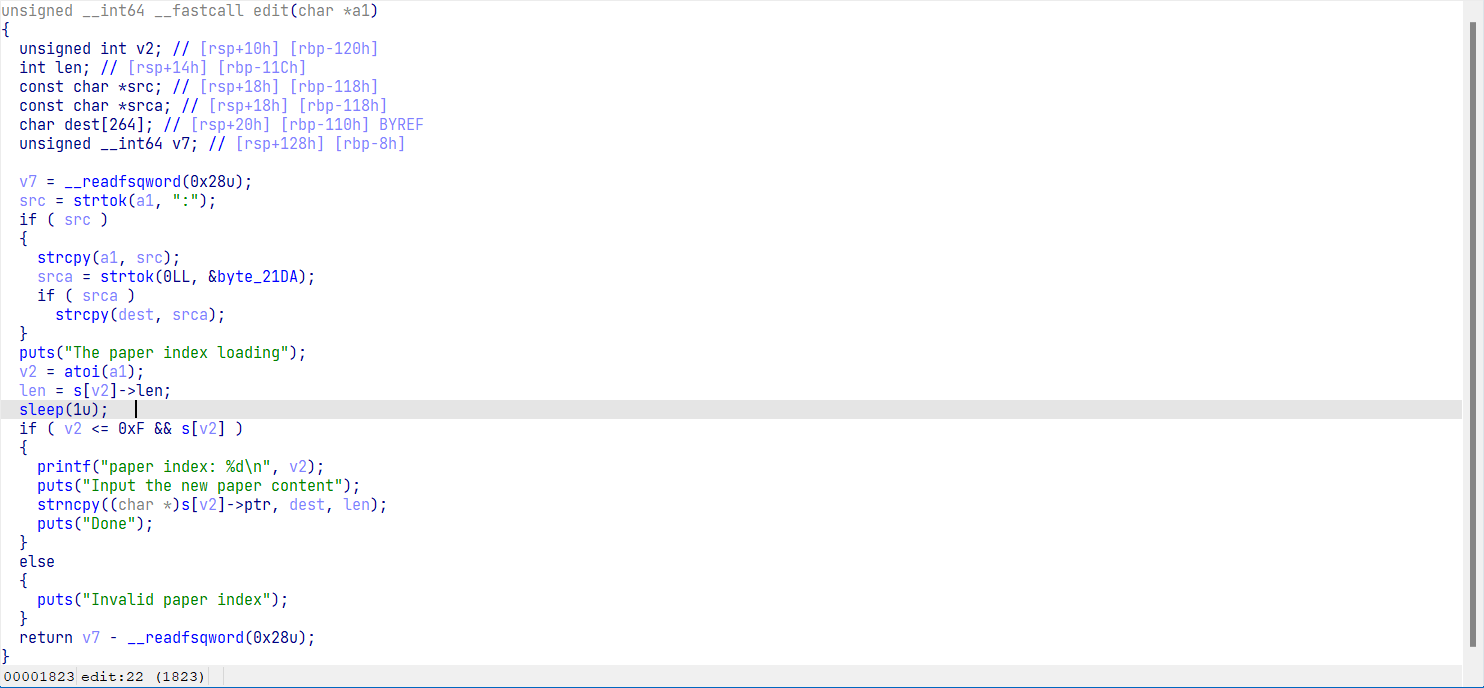 unsigned __int64 __fastcall edit(char *a1)
{
  unsigned int v2; // [rsp+10h] [rbp-120h]
  int len; // [rsp+14h] [rbp-11Ch]
  const char *src; // [rsp+18h] [rbp-118h]
  const char *srca; // [rsp+18h] [rbp-118h]
  char dest[264]; // [rsp+20h] [rbp-110h] BYREF
  unsigned __int64 v7; // [rsp+128h] [rbp-8h]

  v7 = __readfsqword(0x28u);
  src = strtok(a1, ":");
  if ( src )
  {
    strcpy(a1, src);
    srca = strtok(0LL, &byte_21DA);
    if ( srca )
      strcpy(dest, srca);
  }
  puts("The paper index loading");
  v2 = atoi(a1);
  len = s[v2]->len;
  sleep(1u);
  if ( v2 <= 0xF && s[v2] )
  {
    printf("paper index: %d\n", v2);
    puts("Input the new paper content");
    strncpy((char *)s[v2]->ptr, dest, len);
    puts("Done");
  }
  else
  {
    puts("Invalid paper index");
  }
  return v7 - __readfsqword(0x28u);
}
00001823 edit:22 (1823)